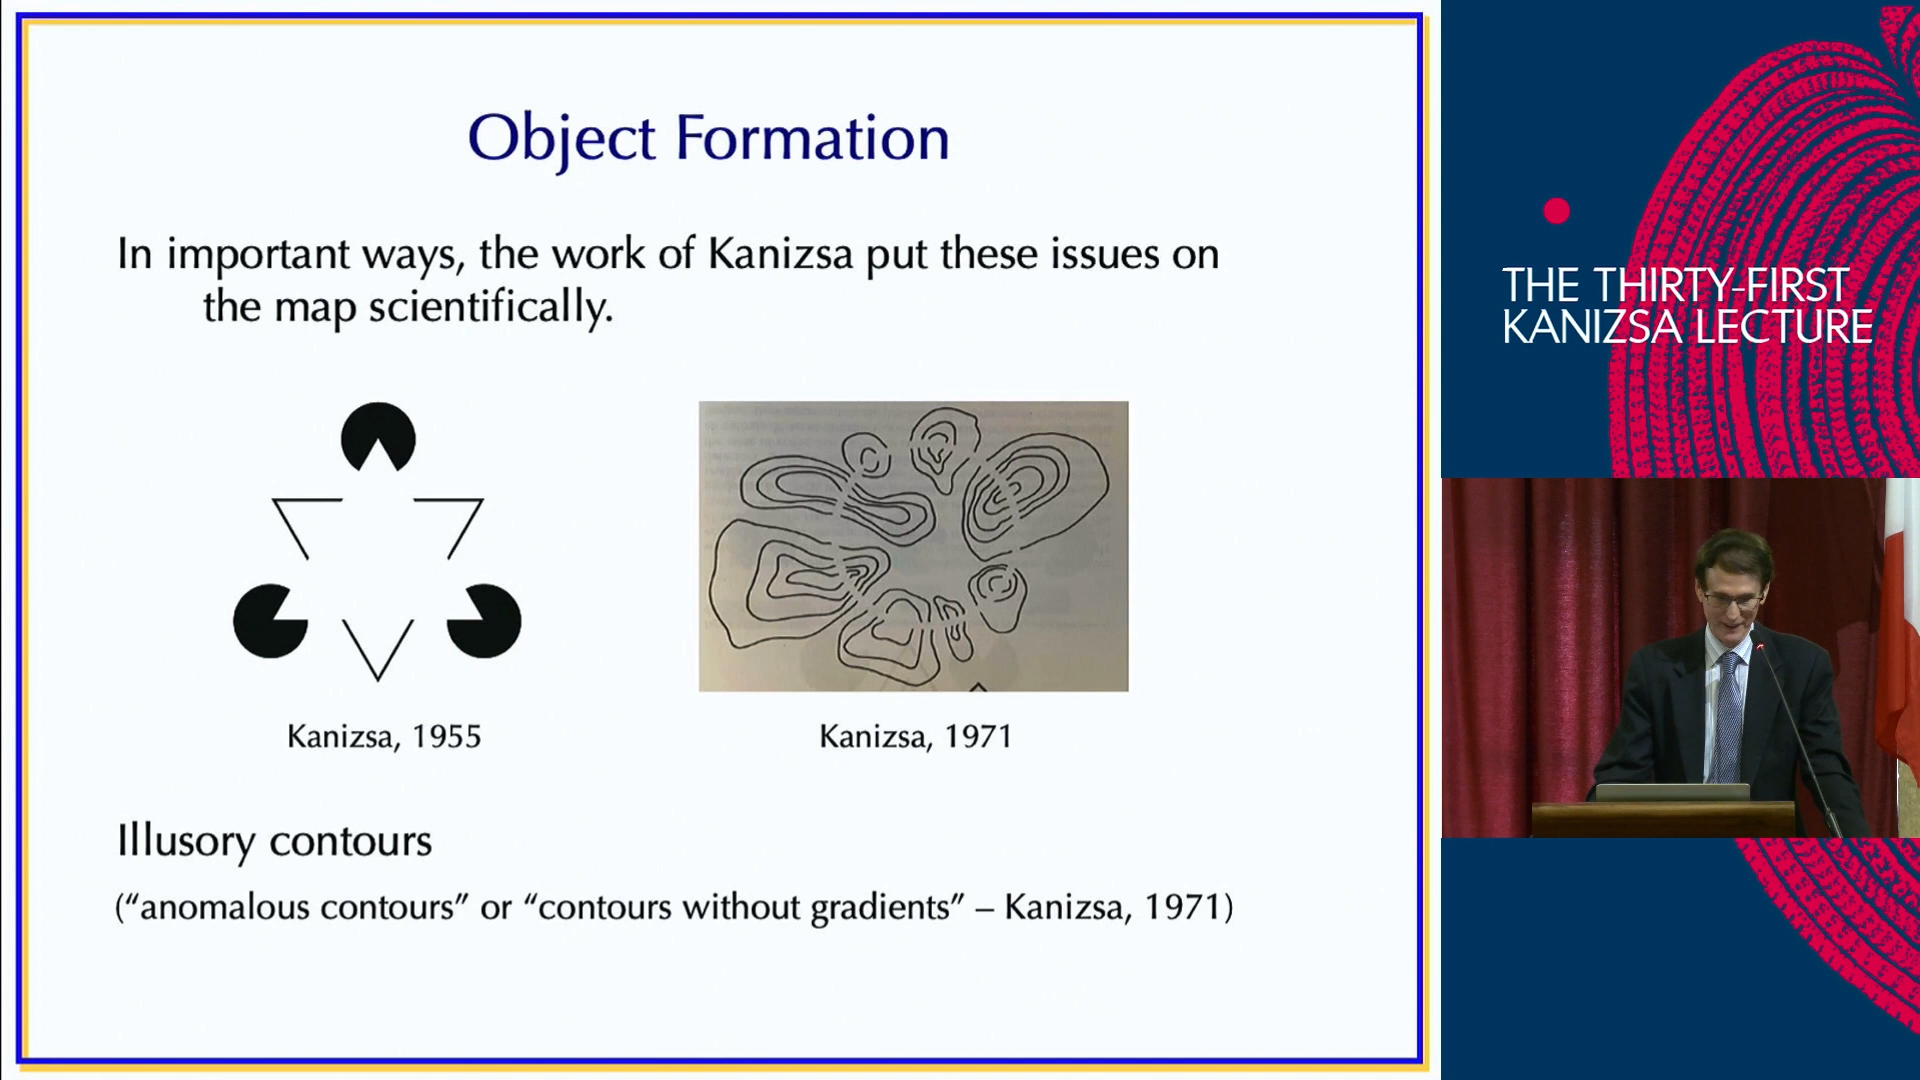 Object Formation
In important ways, the work of Kanizsa put these issues on
the map scientifically.
Kanizsa, 1955
Kanizsa, 1971
Illusory contours
(“anomalous contours” or “contours without gradients” – Kanizsa, 1971)
THE THIRTY-FIRST
KANIZSA LECTURE